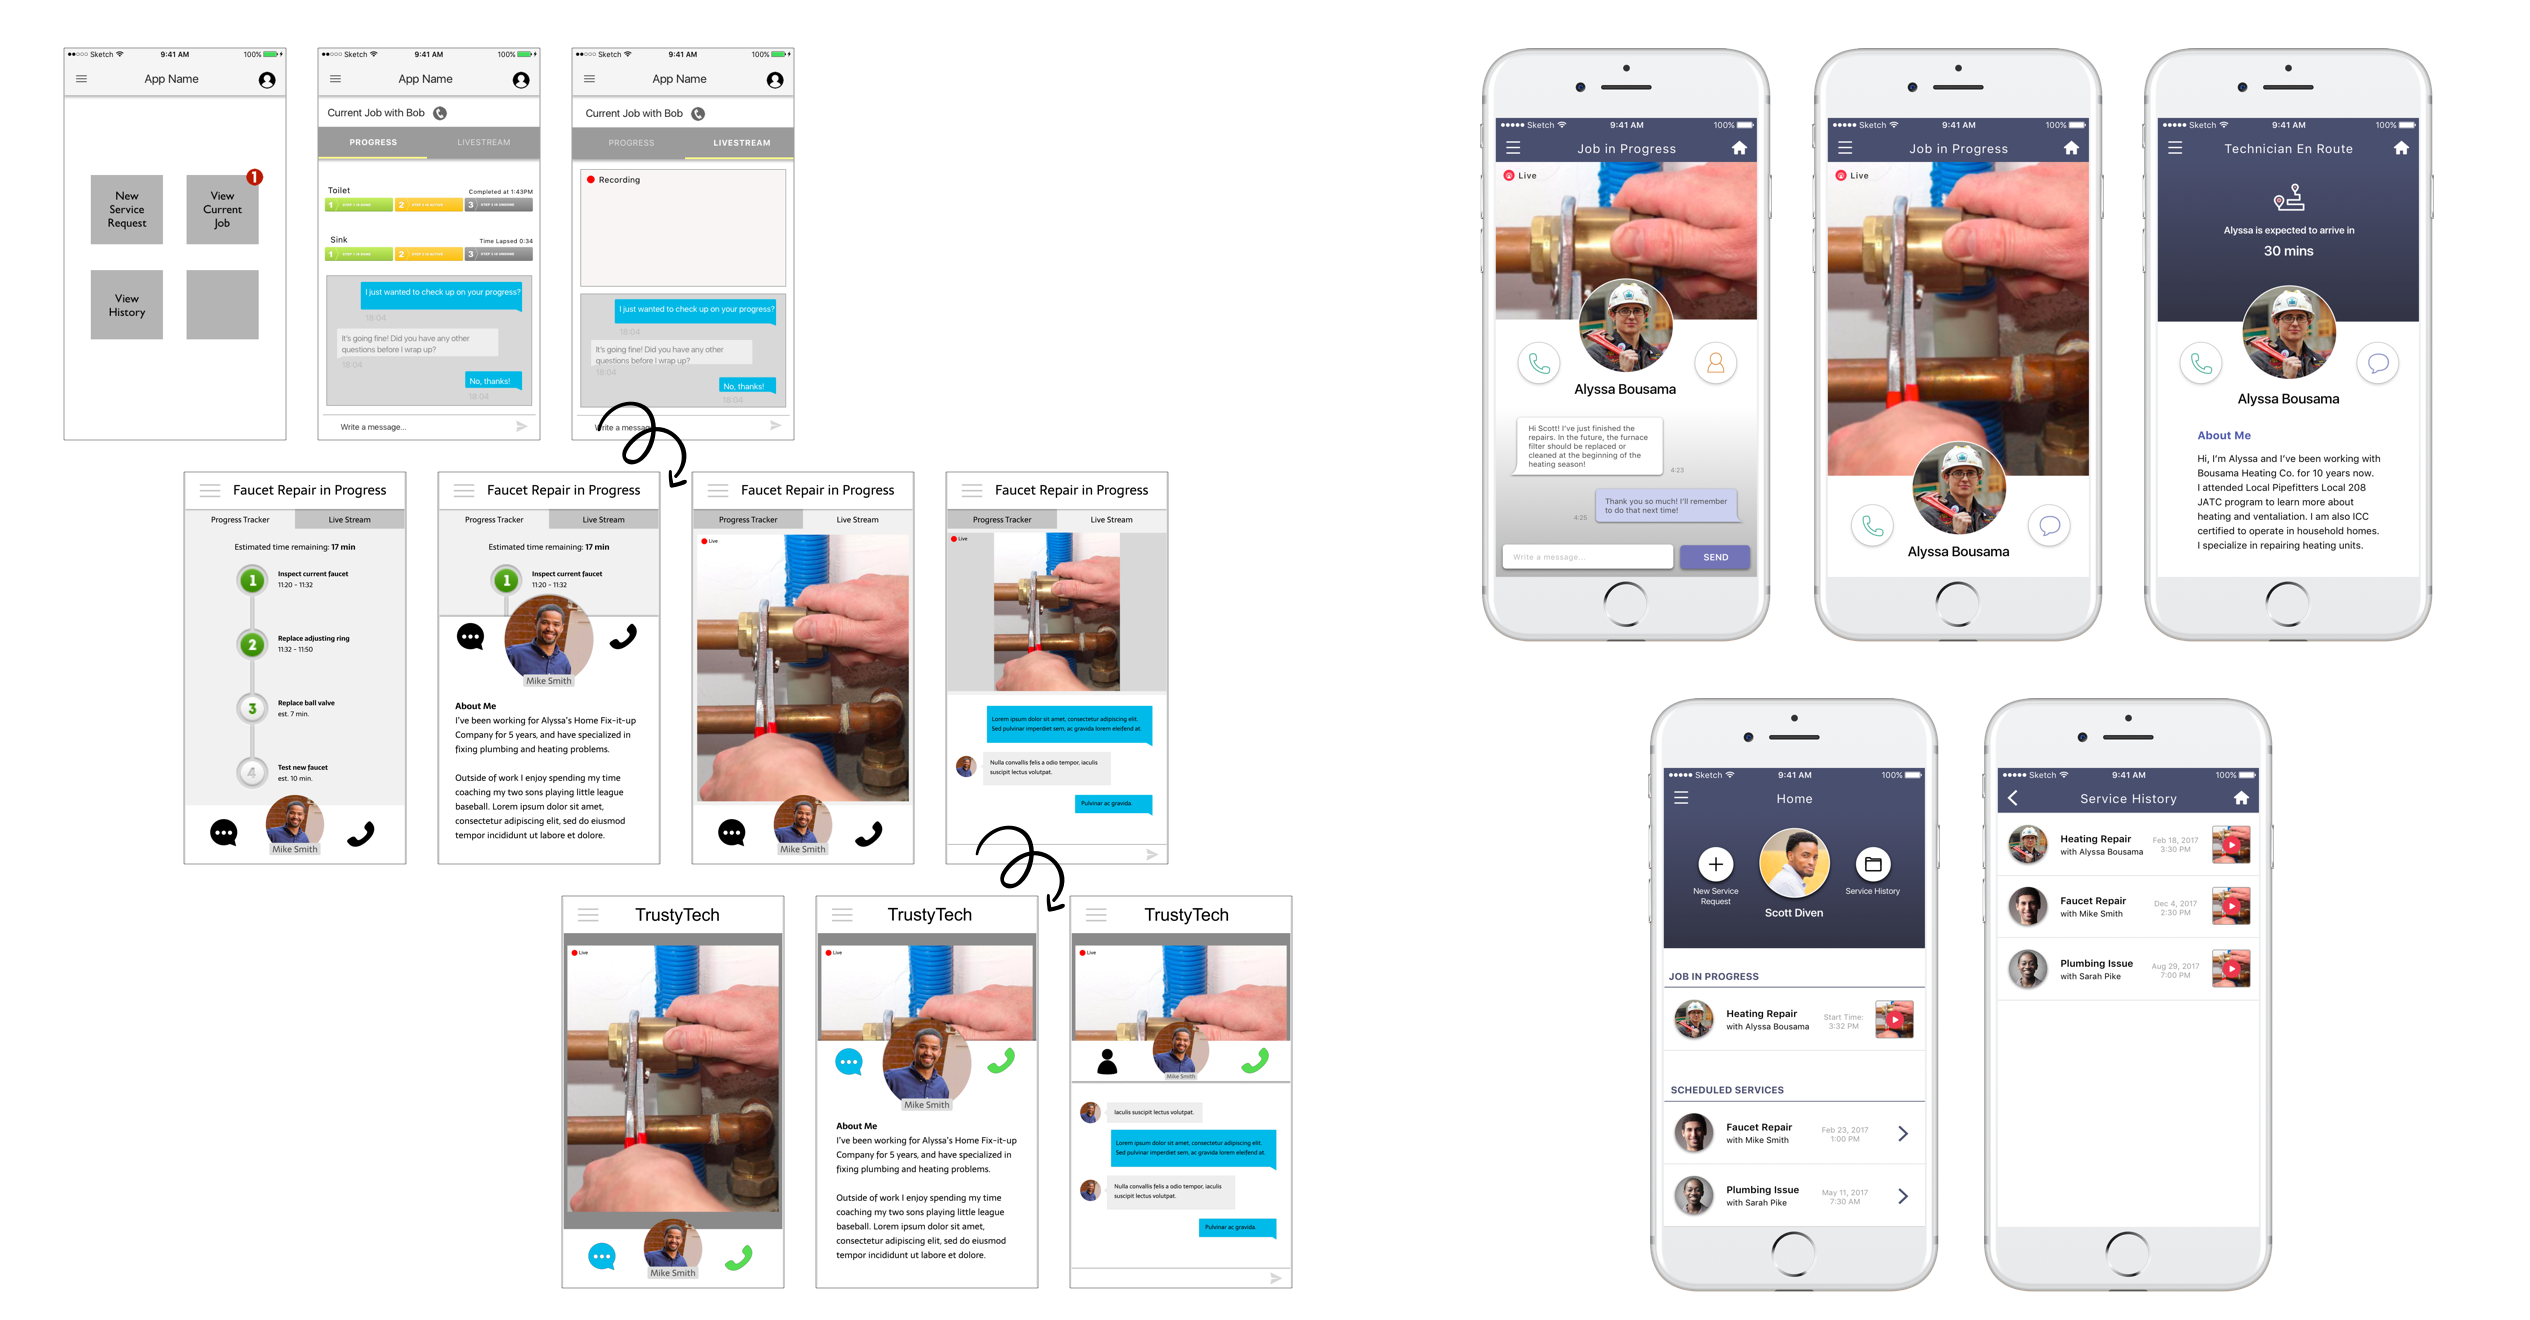 Sketch 9:41 AM 100%
App Name
New
Service
Request
View
Current
Job
1
View
History
Sketch 9:41 AM 100%
App Name
Current Job with Bob
PROGRESS LIVESTREAM
Toilet Completed at 1:43PM
1 2 3
Sink Time Lapsed 0:34
1 2 3
I just wanted to check up on your progress?
18:04
It's going fine! Did you have any other
questions before I wrap up?
18:04
No, thanks!
18:04
Write a message...
Sketch 9:41 AM 100%
App Name
Current Job with Bob
PROGRESS LIVESTREAM
Recording
I just wanted to check up on your progress?
18:04
It's going fine! Did you have any other
questions before I wrap up?
18:04
No, thanks!
18:04
Write a messag
Faucet Repair in Progress
Progress Tracker Live Stream
Estimated time remaining: 17 min
1 Inspect current faucet
11:20 - 11:32
2 Replace adjusting ring
11:32 - 11:50
3 Replace ball valve
est. 7 min.
4 Test new faucet
est. 10 min.
Mike Smith
Faucet Repair in Progress
Progress Tracker Live Stream
Estimated time remaining: 17 min
1 Inspect current faucet
11:20 - 11:32
Mike Smith
About Me
I've been working for Alyssa's Home Fix-it-up
Company for 5 years, and have specialized in
fixing plumbing and heating problems.
Outside of work I enjoy spending my time
coaching my two sons playing little league
baseball. Lorem ipsum dolor sit amet,
consectetur adipiscing elit, sed do eiusmod
tempor incididunt ut labore et dolore.
Faucet Repair in Progress
Progress Tracker Live Stream
Live
Mike Smith
Faucet Repair in Progress
Progress Tracker Live Stream
Live
Lorem ipsum dolor sit amet, consectetur adipiscing elit.
Sed pulvinar imperdiet sem, ac gravida lorem eleifend at.
Nulla convallis felis a odio tempor, iaculis
suscipit lectus volutpat.
Pulvinar ac gravida.
TrustyTech
Live
Mike Smith
TrustyTech
Live
Mike Smith
About Me
I've been working for Alyssa's Home Fix-it-up
Company for 5 years, and have specialized in
fixing plumbing and heating problems.
Outside of work I enjoy spending my time
coaching my two sons playing little league
baseball. Lorem ipsum dolor sit amet,
consectetur adipiscing elit, sed do eiusmod
tempor incididunt ut labore et dolore.
TrustyTech
Live
Mike Smith
Iaculis suscipit lectus volutpat.
Lorem ipsum dolor sit amet, consectetur adipiscing elit.
Sed pulvinar imperdiet sem, ac gravida lorem eleifend at.
Nulla convallis felis a odio tempor, iaculis
suscipit lectus volutpat.
Pulvinar ac gravida.
Sketch 9:41 AM 100%
Job in Progress
Live
Alyssa Bousama
Hi Scott! I've just finished the
repairs. In the future, the furnace
filter should be replaced or
cleaned at the beginning of the
heating season!
4:23
Thank you so much! I'll remember
to do that next time!
4:25
Write a message...
SEND
Sketch 9:41 AM 100%
Job in Progress
Live
Alyssa Bousama
Sketch 9:41 AM 100%
Technician En Route
Alyssa is expected to arrive in
30 mins
Alyssa Bousama
About Me
Hi, I'm Alyssa and I've been working with
Bousama Heating Co. for 10 years now.
I attended Local Pipefitters Local 208
JATC program to learn more about
heating and ventaliation. I am also ICC
certified to operate in household homes.
I specialize in repairing heating units.
Sketch 9:41 AM 100%
Home
New Service
Request
Scott Diven
Service History
JOB IN PROGRESS
Heating Repair
with Alyssa Bousama
Start Time:
3:32 PM
SCHEDULED SERVICES
Faucet Repair
with Mike Smith
Feb 23, 2017
1:00 PM
Plumbing Issue
with Sarah Pike
May 11, 2017
7:30 AM
Sketch 9:41 AM 100%
Service History
Heating Repair
with Alyssa Bousama
Feb 18, 2017
3:30 PM
Faucet Repair
with Mike Smith
Dec 4, 2017
2:30 PM
Plumbing Issue
with Sarah Pike
Aug 29, 2017
7:00 PM